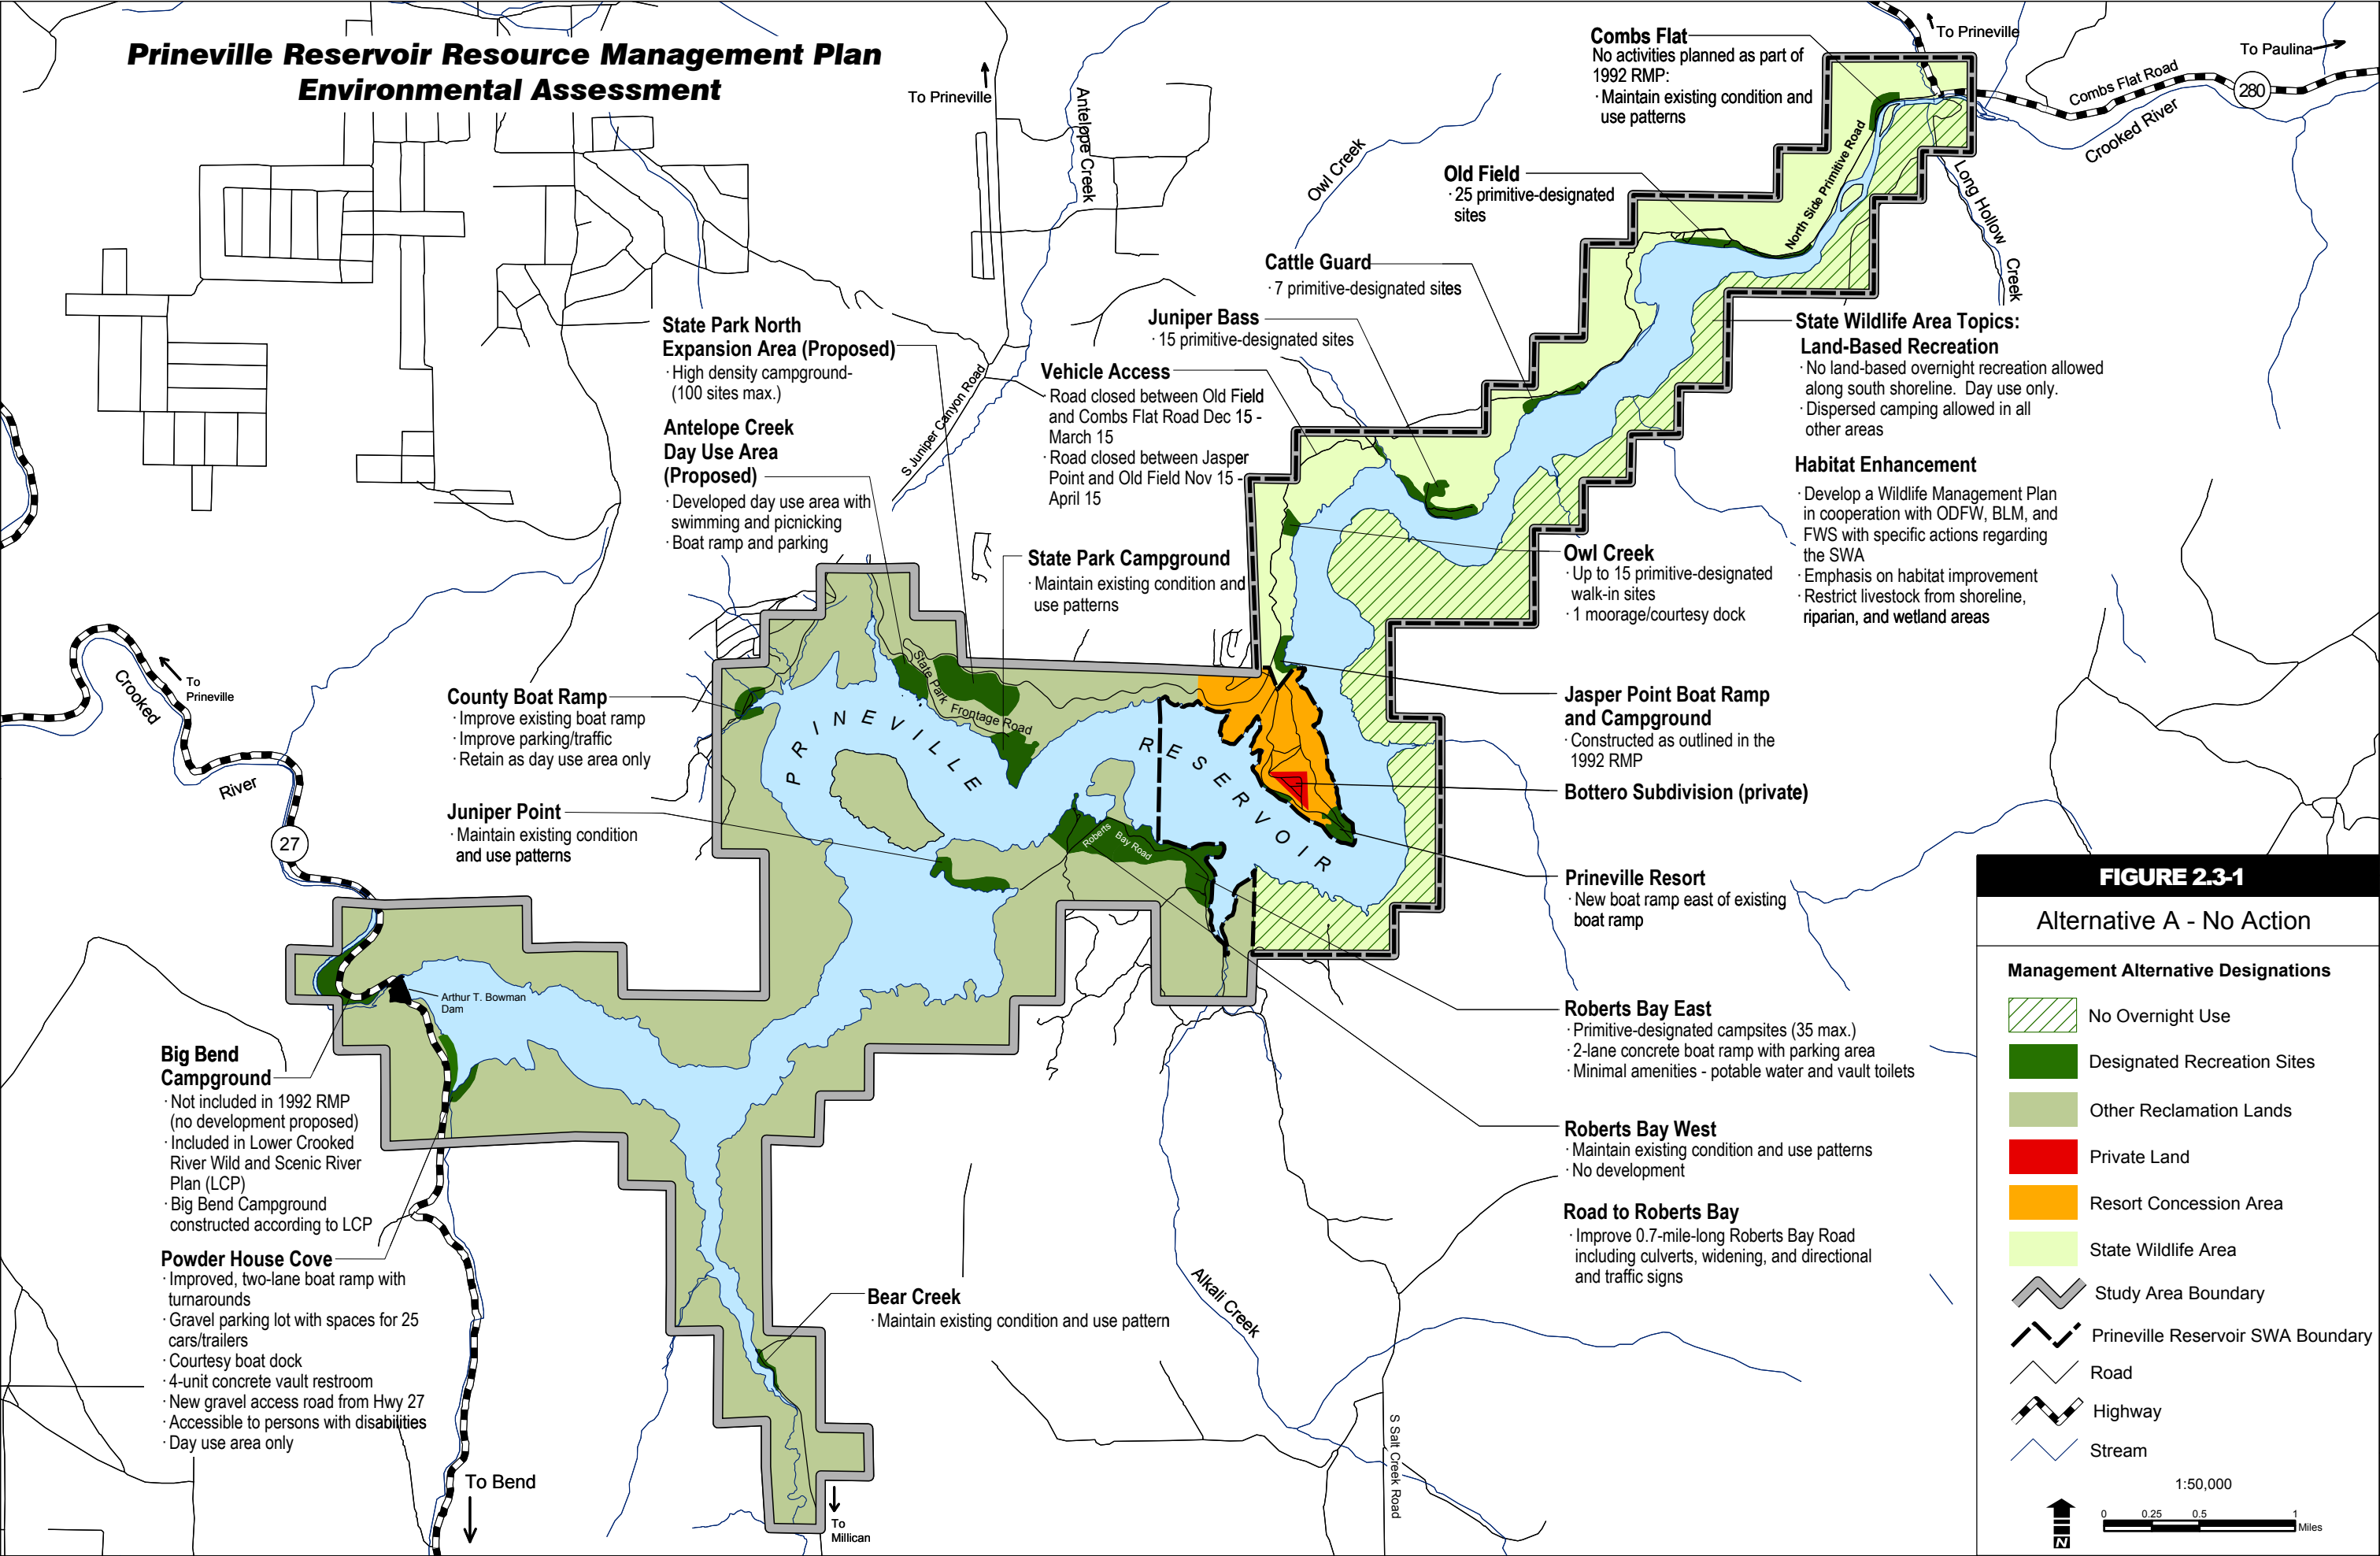 Prineville Reservoir Resource Management Plan
Environmental Assessment
To Prineville
Antelope Creek
Owl Creek
Combs Flat
No activities planned as part of
1992 RMP:
· Maintain existing condition and
use patterns
To Prineville
To Paulina
Combs Flat Road
280
Crooked River
North Side Primitive Road
Long Hollow
Creek
Old Field
· 25 primitive-designated
sites
Cattle Guard
· 7 primitive-designated sites
Juniper Bass
· 15 primitive-designated sites
Vehicle Access
· Road closed between Old Field
and Combs Flat Road Dec 15 -
March 15
· Road closed between Jasper
Point and Old Field Nov 15 -
April 15
S Juniper Canyon Road
State Park North
Expansion Area (Proposed)
· High density campground-
(100 sites max.)
Antelope Creek
Day Use Area
(Proposed)
· Developed day use area with
swimming and picnicking
· Boat ramp and parking
State Park Campground
· Maintain existing condition and
use patterns
State Wildlife Area Topics:
Land-Based Recreation
· No land-based overnight recreation allowed
along south shoreline. Day use only.
· Dispersed camping allowed in all
other areas
Habitat Enhancement
· Develop a Wildlife Management Plan
in cooperation with ODFW, BLM, and
FWS with specific actions regarding
the SWA
· Emphasis on habitat improvement
· Restrict livestock from shoreline,
riparian, and wetland areas
Owl Creek
· Up to 15 primitive-designated
walk-in sites
· 1 moorage/courtesy dock
Jasper Point Boat Ramp
and Campground
· Constructed as outlined in the
1992 RMP
Bottero Subdivision (private)
Prineville Resort
· New boat ramp east of existing
boat ramp
County Boat Ramp
· Improve existing boat ramp
· Improve parking/traffic
· Retain as day use area only
Juniper Point
· Maintain existing condition
and use patterns
State Park
Frontage Road
PRINEVILLE
RESERVOIR
Roberts
Bay Road
To
Prineville
Crooked
River
27
Arthur T. Bowman
Dam
Big Bend
Campground
· Not included in 1992 RMP
(no development proposed)
· Included in Lower Crooked
River Wild and Scenic River
Plan (LCP)
· Big Bend Campground
constructed according to LCP
Powder House Cove
· Improved, two-lane boat ramp with
turnarounds
· Gravel parking lot with spaces for 25
cars/trailers
· Courtesy boat dock
· 4-unit concrete vault restroom
· New gravel access road from Hwy 27
· Accessible to persons with disabilities
· Day use area only
To Bend
Bear Creek
· Maintain existing condition and use pattern
To
Millican
Alkali Creek
S Salt Creek Road
Roberts Bay East
· Primitive-designated campsites (35 max.)
· 2-lane concrete boat ramp with parking area
· Minimal amenities - potable water and vault toilets
Roberts Bay West
· Maintain existing condition and use patterns
· No development
Road to Roberts Bay
· Improve 0.7-mile-long Roberts Bay Road
including culverts, widening, and directional
and traffic signs
FIGURE 2.3-1
Alternative A - No Action
Management Alternative Designations
No Overnight Use
Designated Recreation Sites
Other Reclamation Lands
Private Land
Resort Concession Area
State Wildlife Area
Study Area Boundary
Prineville Reservoir SWA Boundary
Road
Highway
Stream
1:50,000
0 0.25 0.5 1
Miles
N